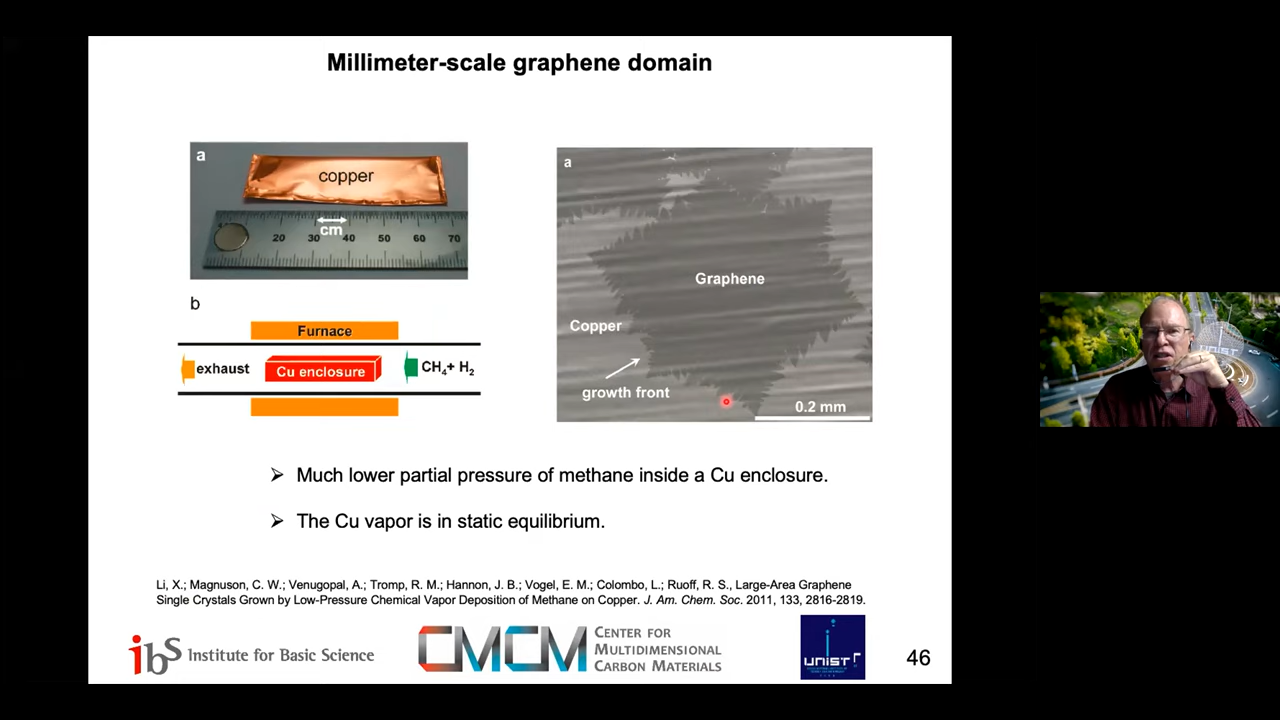 Millimeter-scale graphene domain
a
copper
cm
20 30 40 50 60 70
b
Furnace
exhaust
Cu enclosure
CH₄+ H₂
a
Graphene
Copper
growth front
0.2 mm
➢ Much lower partial pressure of methane inside a Cu enclosure.
➢ The Cu vapor is in static equilibrium.
Li, X.; Magnuson, C. W.; Venugopal, A.; Tromp, R. M.; Hannon, J. B.; Vogel, E. M.; Colombo, L.; Ruoff, R. S., Large-Area Graphene
Single Crystals Grown by Low-Pressure Chemical Vapor Deposition of Methane on Copper. J. Am. Chem. Soc. 2011, 133, 2816-2819.
ibS Institute for Basic Science
CMCM
CENTER FOR
MULTIDIMENSIONAL
CARBON MATERIALS
UNIST
46
UNIST